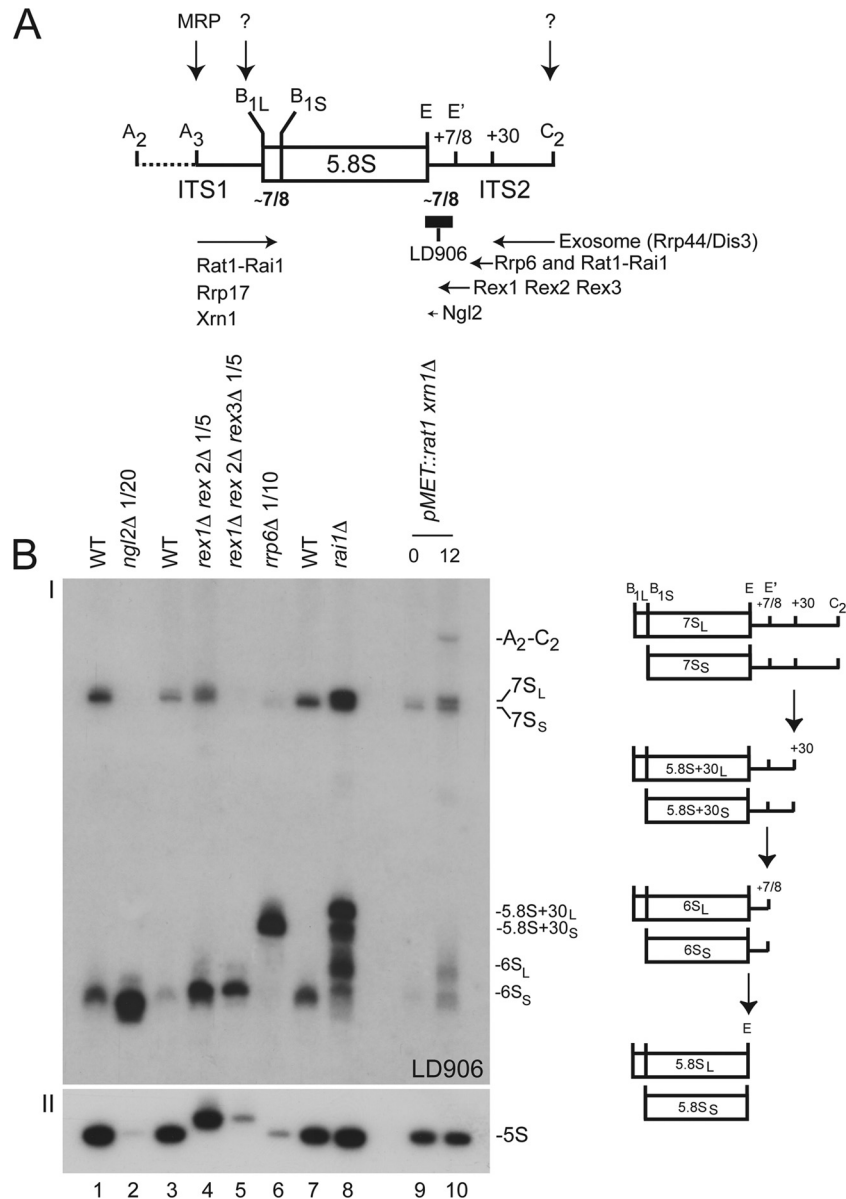 A
MRP ? ?
B1L B1S
A2 A3 E E' +7/8 +30 C2
5.8S
ITS1 ITS2
~7/8 ~7/8
LD906
Exosome (Rrp44/Dis3)
Rrp6 and Rat1-Rai1
Rex1 Rex2 Rex3
Ngl2
Rat1-Rai1
Rrp17
Xrn1
B
WT
ngl2Δ 1/20
WT
rex1Δ rex 2Δ 1/5
rex1Δ rex 2Δ rex3Δ 1/5
rrp6Δ 1/10
WT
rai1Δ
pMET::rat1 xrn1Δ
0 12
I
-A2-C2
7SL
7SS
-5.8S+30L
-5.8S+30S
-6SL
-6SS
LD906
II
-5S
1 2 3 4 5 6 7 8 9 10
B1L B1S E E' +7/8 +30 C2
7SL
7SS
+30
5.8S+30L
5.8S+30S
+7/8
6SL
6SS
E
5.8SL
5.8SS